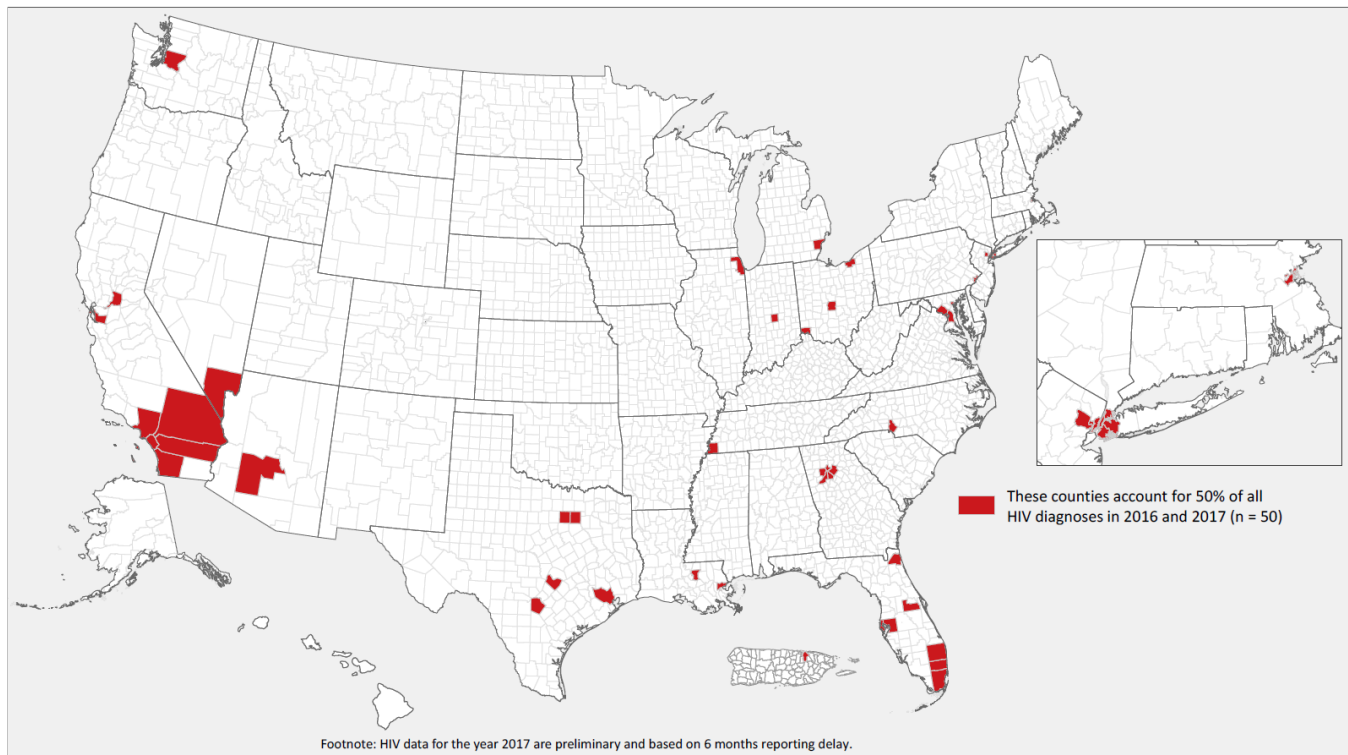 These counties account for 50% of all
HIV diagnoses in 2016 and 2017 (n = 50)
Footnote: HIV data for the year 2017 are preliminary and based on 6 months reporting delay.